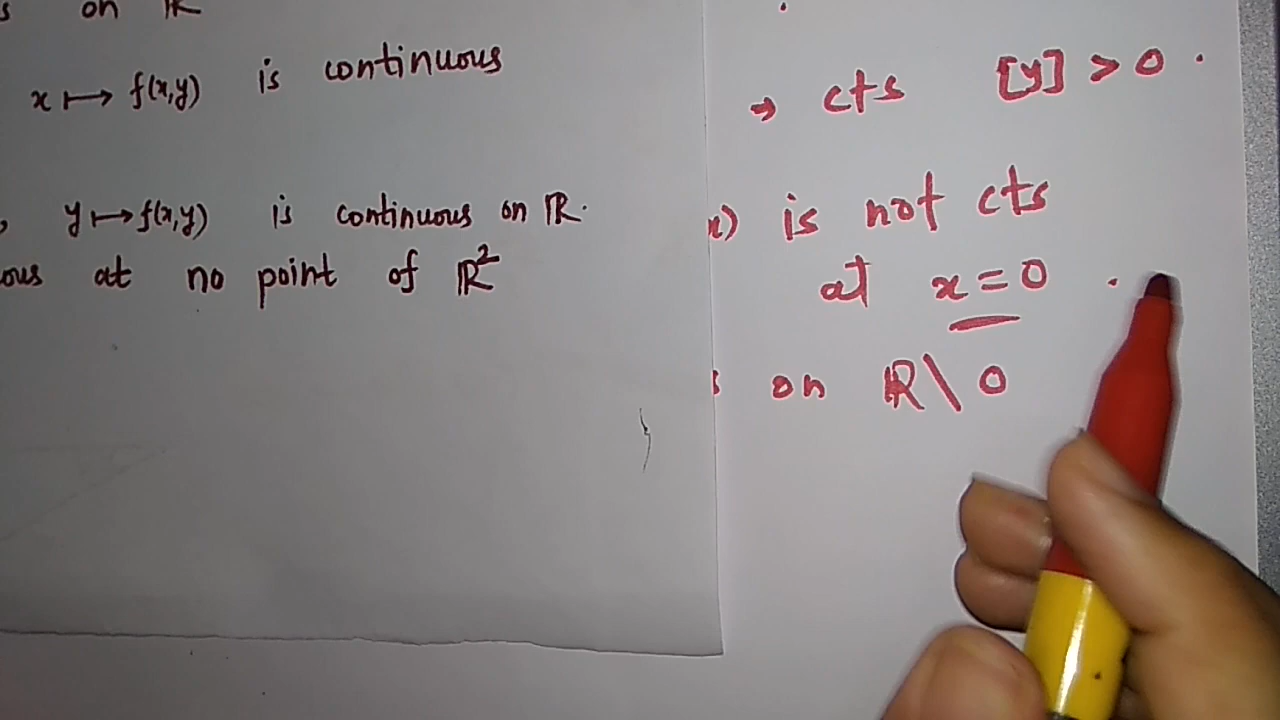 s on ℝ
x ↦ f(x,y) is continuous
, y ↦ f(x,y) is continuous on ℝ.
ous at no point of ℝ²
→ cts [y] > 0 .
x) is not cts
at x = 0 .
s on ℝ \ 0